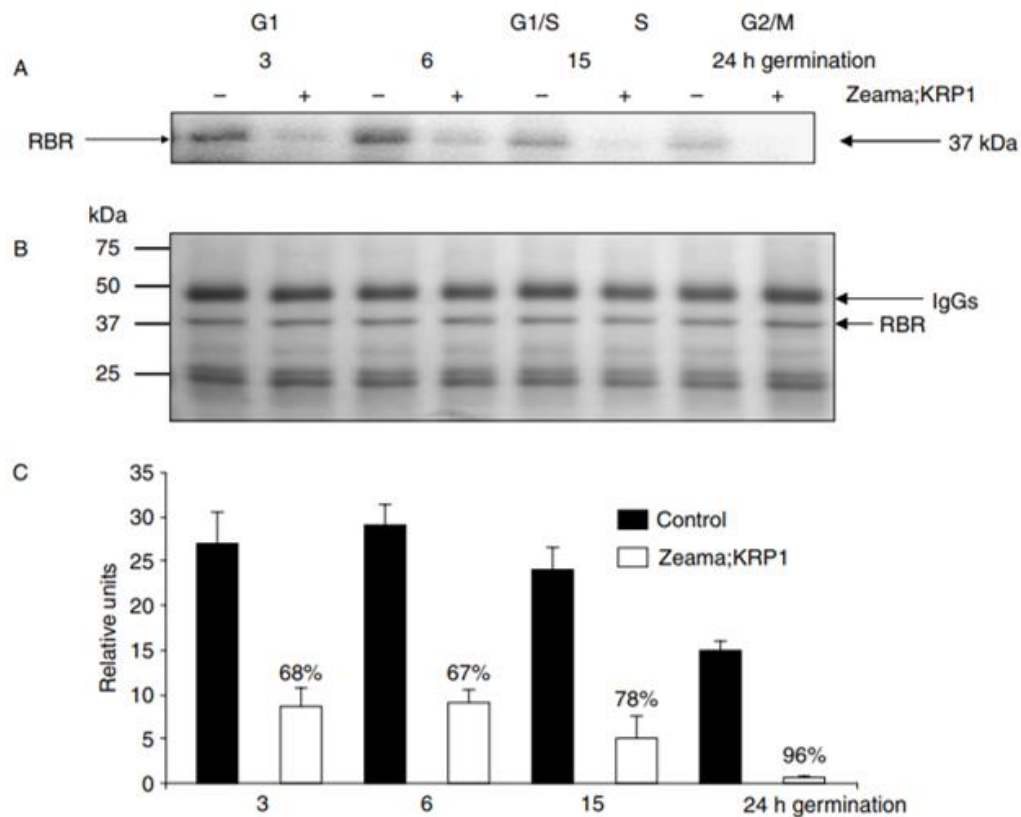 G1 G1/S S G2/M
A 3 6 15 24 h germination
− + − + − + − + Zeama;KRP1
RBR 37 kDa
kDa
B 75
50 IgGs
37 RBR
25
C 35
30 Control
25 Zeama;KRP1
20
15
10
5
0
Relative units
68% 67% 78% 96%
3 6 15 24 h germination